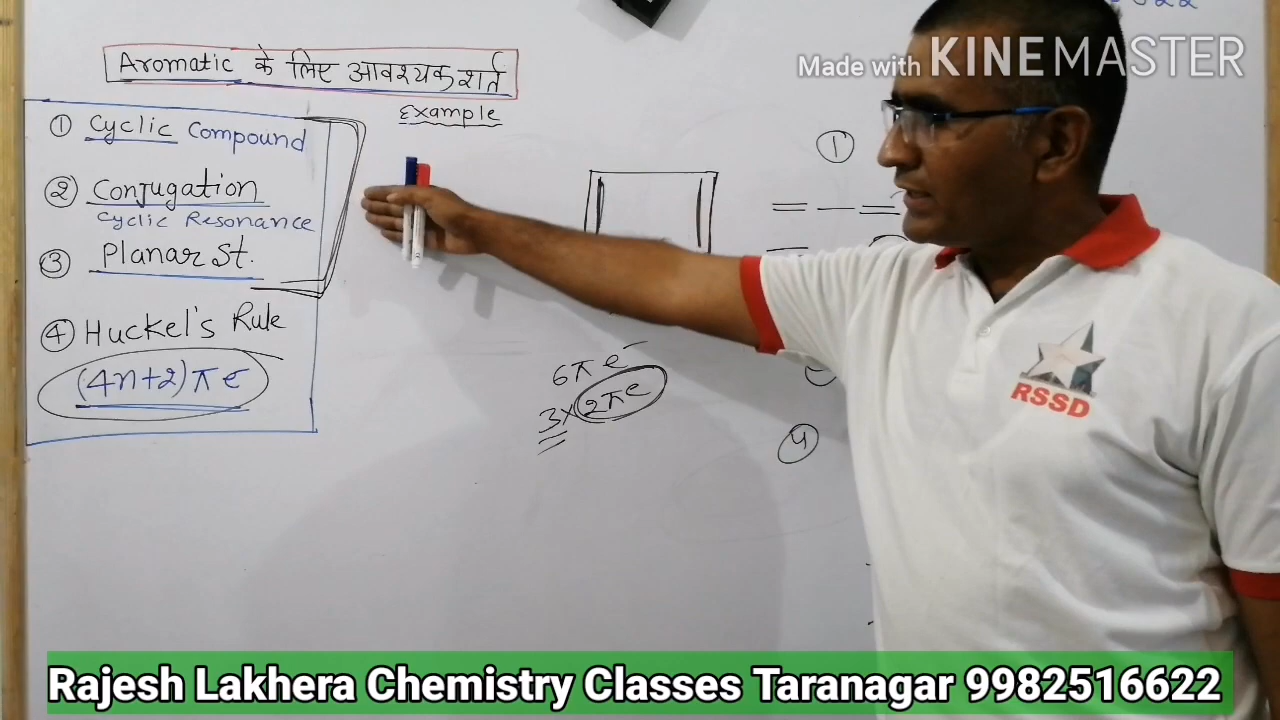 Made with KINEMASTER
Aromatic के लिए आवश्यक शर्त
Example
① Cyclic Compound
② Conjugation
Cyclic Resonance
③ Planar St.
④ Huckel's Rule
(4n+2)πe⁻
①
= — =
6πe⁻
3×2πe
④
RSSD
Rajesh Lakhera Chemistry Classes Taranagar 9982516622